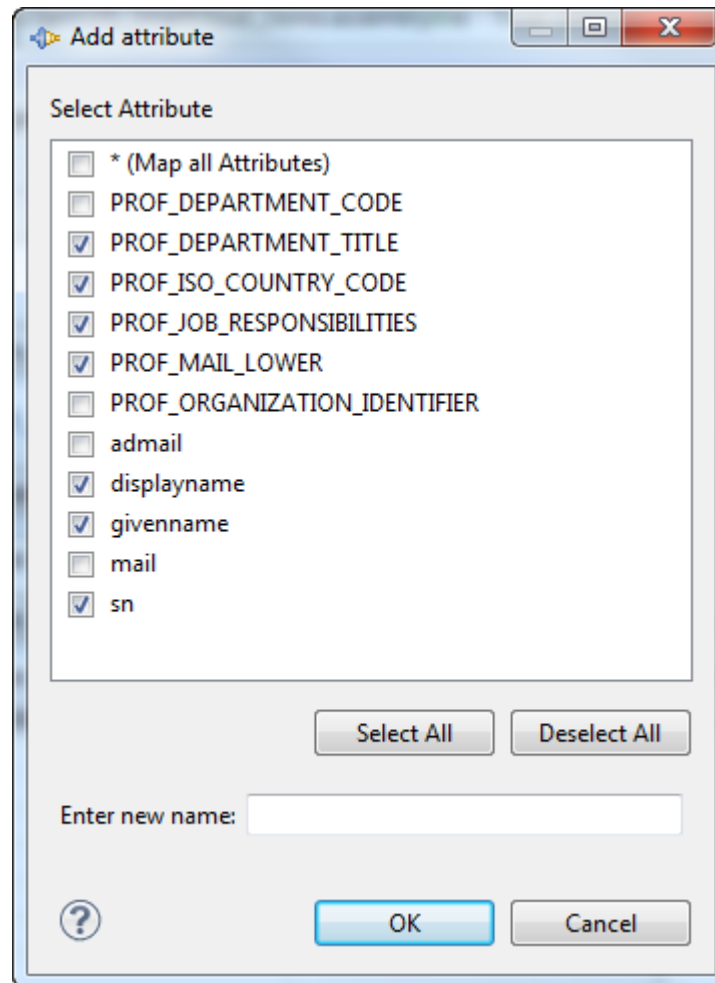 Add attribute
Select Attribute
* (Map all Attributes)
PROF_DEPARTMENT_CODE
PROF_DEPARTMENT_TITLE
PROF_ISO_COUNTRY_CODE
PROF_JOB_RESPONSIBILITIES
PROF_MAIL_LOWER
PROF_ORGANIZATION_IDENTIFIER
admail
displayname
givenname
mail
sn
Select All Deselect All
Enter new name:
? OK Cancel